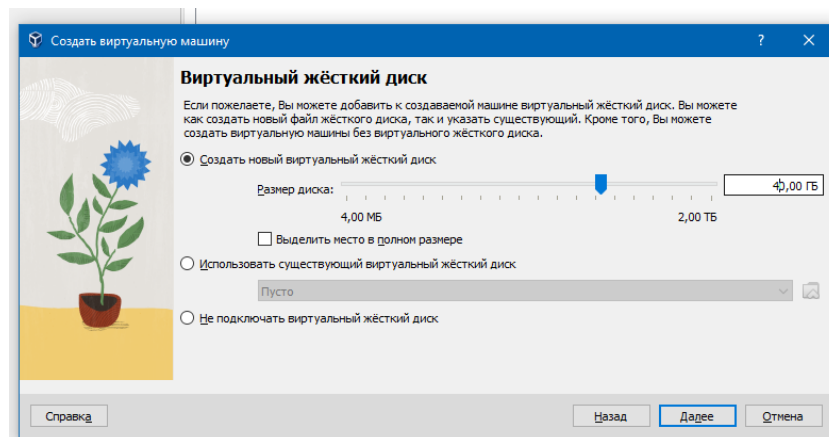 Создать виртуальную машину
?
Виртуальный жёсткий диск
Если пожелаете, Вы можете добавить к создаваемой машине виртуальный жёсткий диск. Вы можете
как создать новый файл жёсткого диска, так и указать существующий. Кроме того, Вы можете
создать виртуальную машины без виртуального жёсткого диска.
Создать новый виртуальный жёсткий диск
Размер диска:
40,00 ГБ
4,00 МБ
2,00 ТБ
Выделить место в полном размере
Использовать существующий виртуальный жёсткий диск
Пусто
Не подключать виртуальный жёсткий диск
Справка
Назад
Далее
Отмена